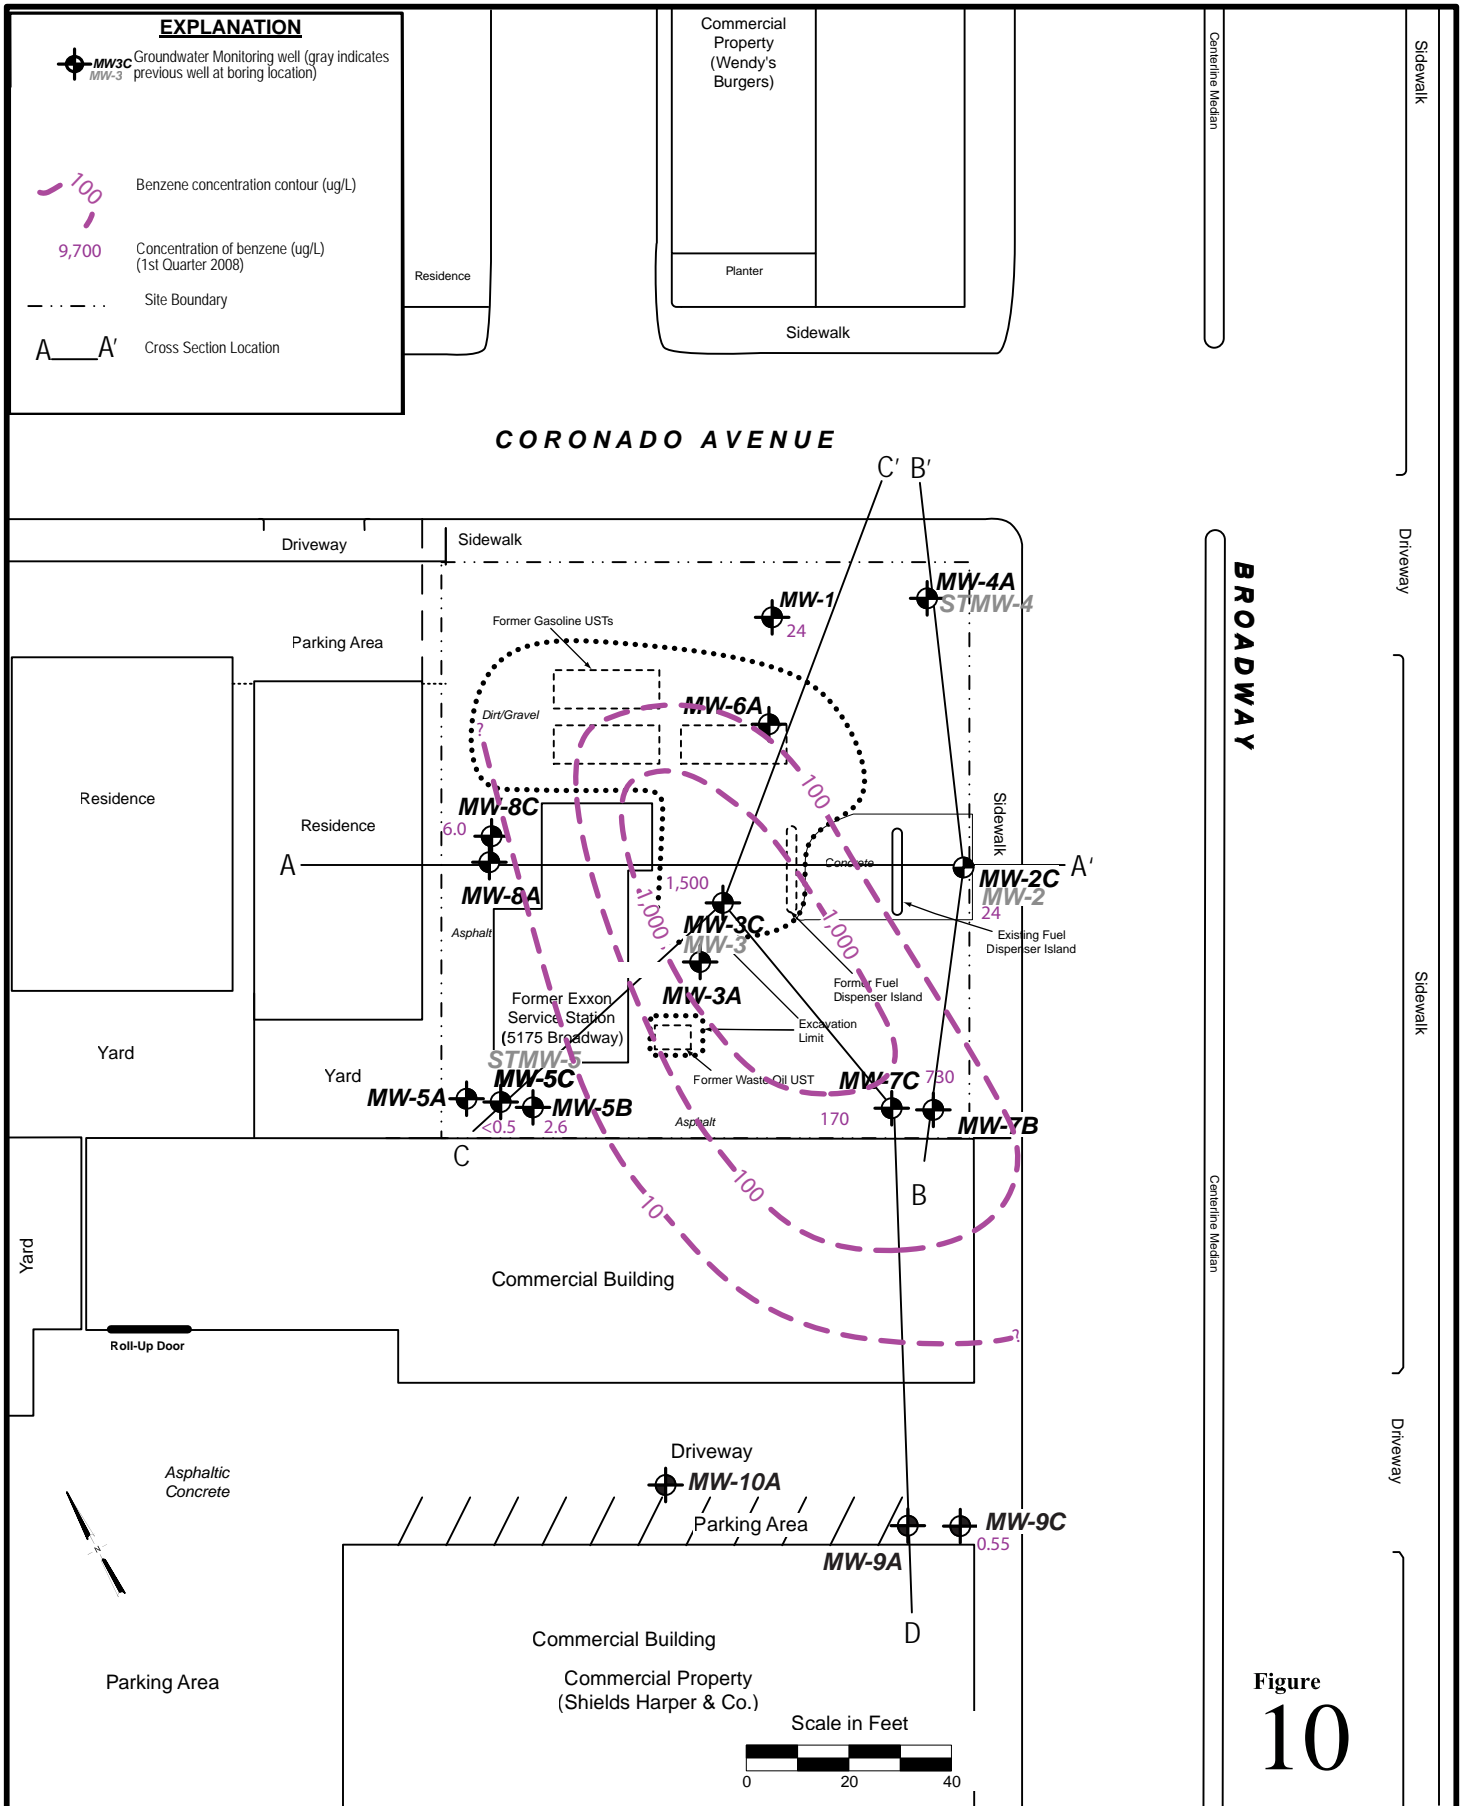 EXPLANATION
MW3C
MW-3
Groundwater Monitoring well (gray indicates
previous well at boring location)
100
Benzene concentration contour (ug/L)
9,700
Concentration of benzene (ug/L)
(1st Quarter 2008)
Site Boundary
A A'
Cross Section Location
Commercial
Property
(Wendy's
Burgers)
Centerline Median
Sidewalk
Residence
Planter
Sidewalk
CORONADO AVENUE
C' B'
Driveway
Sidewalk
Driveway
BROADWAY
MW-4A
STMW-4
MW-1
24
Former Gasoline USTs
Parking Area
MW-6A
Dirt/Gravel
?
100
Residence
Residence
MW-8C
6.0
Sidewalk
A
A'
Concrete
MW-8A
1,500
MW-2C
MW-2
24
1,000
1,000
MW-3C
MW-3
Asphalt
Existing Fuel
Dispenser Island
MW-3A
Former Fuel
Dispenser Island
Sidewalk
Former Exxon
Service Station
(5175 Broadway)
Excavation
Limit
Yard
Yard
STMW-5
MW-5C
Former Waste Oil UST
MW-7C
730
MW-5A
MW-5B
<0.5
2.6
Asphalt
170
MW-7B
C
B
100
10
Centerline Median
Yard
Commercial Building
?
Roll-Up Door
Driveway
Driveway
Asphaltic
Concrete
MW-10A
Parking Area
MW-9C
0.55
MW-9A
N
D
Commercial Building
Commercial Property
(Shields Harper & Co.)
Parking Area
Scale in Feet
0 20 40
Figure
10